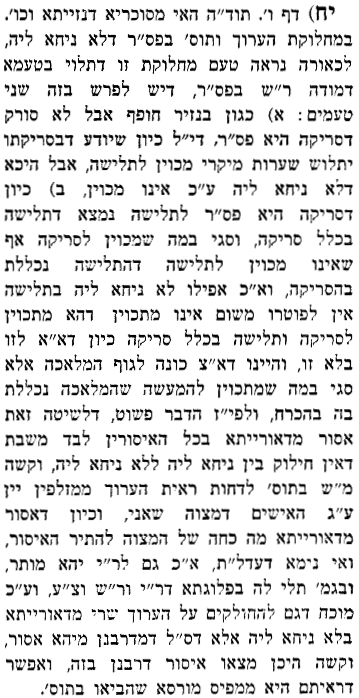 יח) דף ו'. תוד"ה האי מסוכריא דנזייתא וכו'.
במחלוקת הערוך ותוס' בפס"ר דלא ניחא ליה,
לכאורה נראה טעם מחלוקת זו דתלוי בטעמא
דמודה ר"ש בפס"ר, דיש לפרש בזה שני
טעמים: א) כגון בנזיר חופף אבל לא סורק
דסריקה היא פס"ר, די"ל כיון שיודע דבסריקתו
יתלוש שערות מיקרי מכוין לתלישה, אבל היכא
דלא ניחא ליה ע"כ אינו מכוין, ב) כיון
דסריקה היא פס"ר לתלישה נמצא דתלישה
בכלל סריקה, וסגי במה שמכוין לסריקה אף
שאינו מכוין לתלישה דהתלישה נכללת
בהסריקה, וא"כ אפילו לא ניחא ליה בתלישה
אין לפוטרו משום אינו מתכוין דהא מתכוין
לסריקה ותלישה בכלל סריקה כיון דא"א לזו
בלא זו, והיינו דא"צ כונה לגוף המלאכה אלא
סגי במה שמתכוין להמעשה שהמלאכה נכללת
בה בהכרח, ולפי"ז הדבר פשוט, דלשיטה זאת
אסור מדאורייתא בכל האיסורין לבד משבת
דאין חילוק בין ניחא ליה ללא ניחא ליה, וקשה
מ"ש בתוס' לדחות ראית הערוך ממזלפין יין
ע"ג האישים דמצוה שאני, וכיון דאסור
מדאורייתא מה כחה של המצוה להתיר האיסור,
ואי נימא דעדל"ת, א"כ גם לר"י יהא מותר,
ובגמ' תלי לה בפלוגתא דר"י ור"ש וצ"ע, וע"כ
מוכח דגם להחולקים על הערוך שרי מדאורייתא
בלא ניחא ליה אלא דס"ל דמדרבנן מיהא אסור,
וקשה היכן מצאו איסור דרבנן בזה, ואפשר
דראיתם היא ממפיס מורסא שהביאו בתוס'.